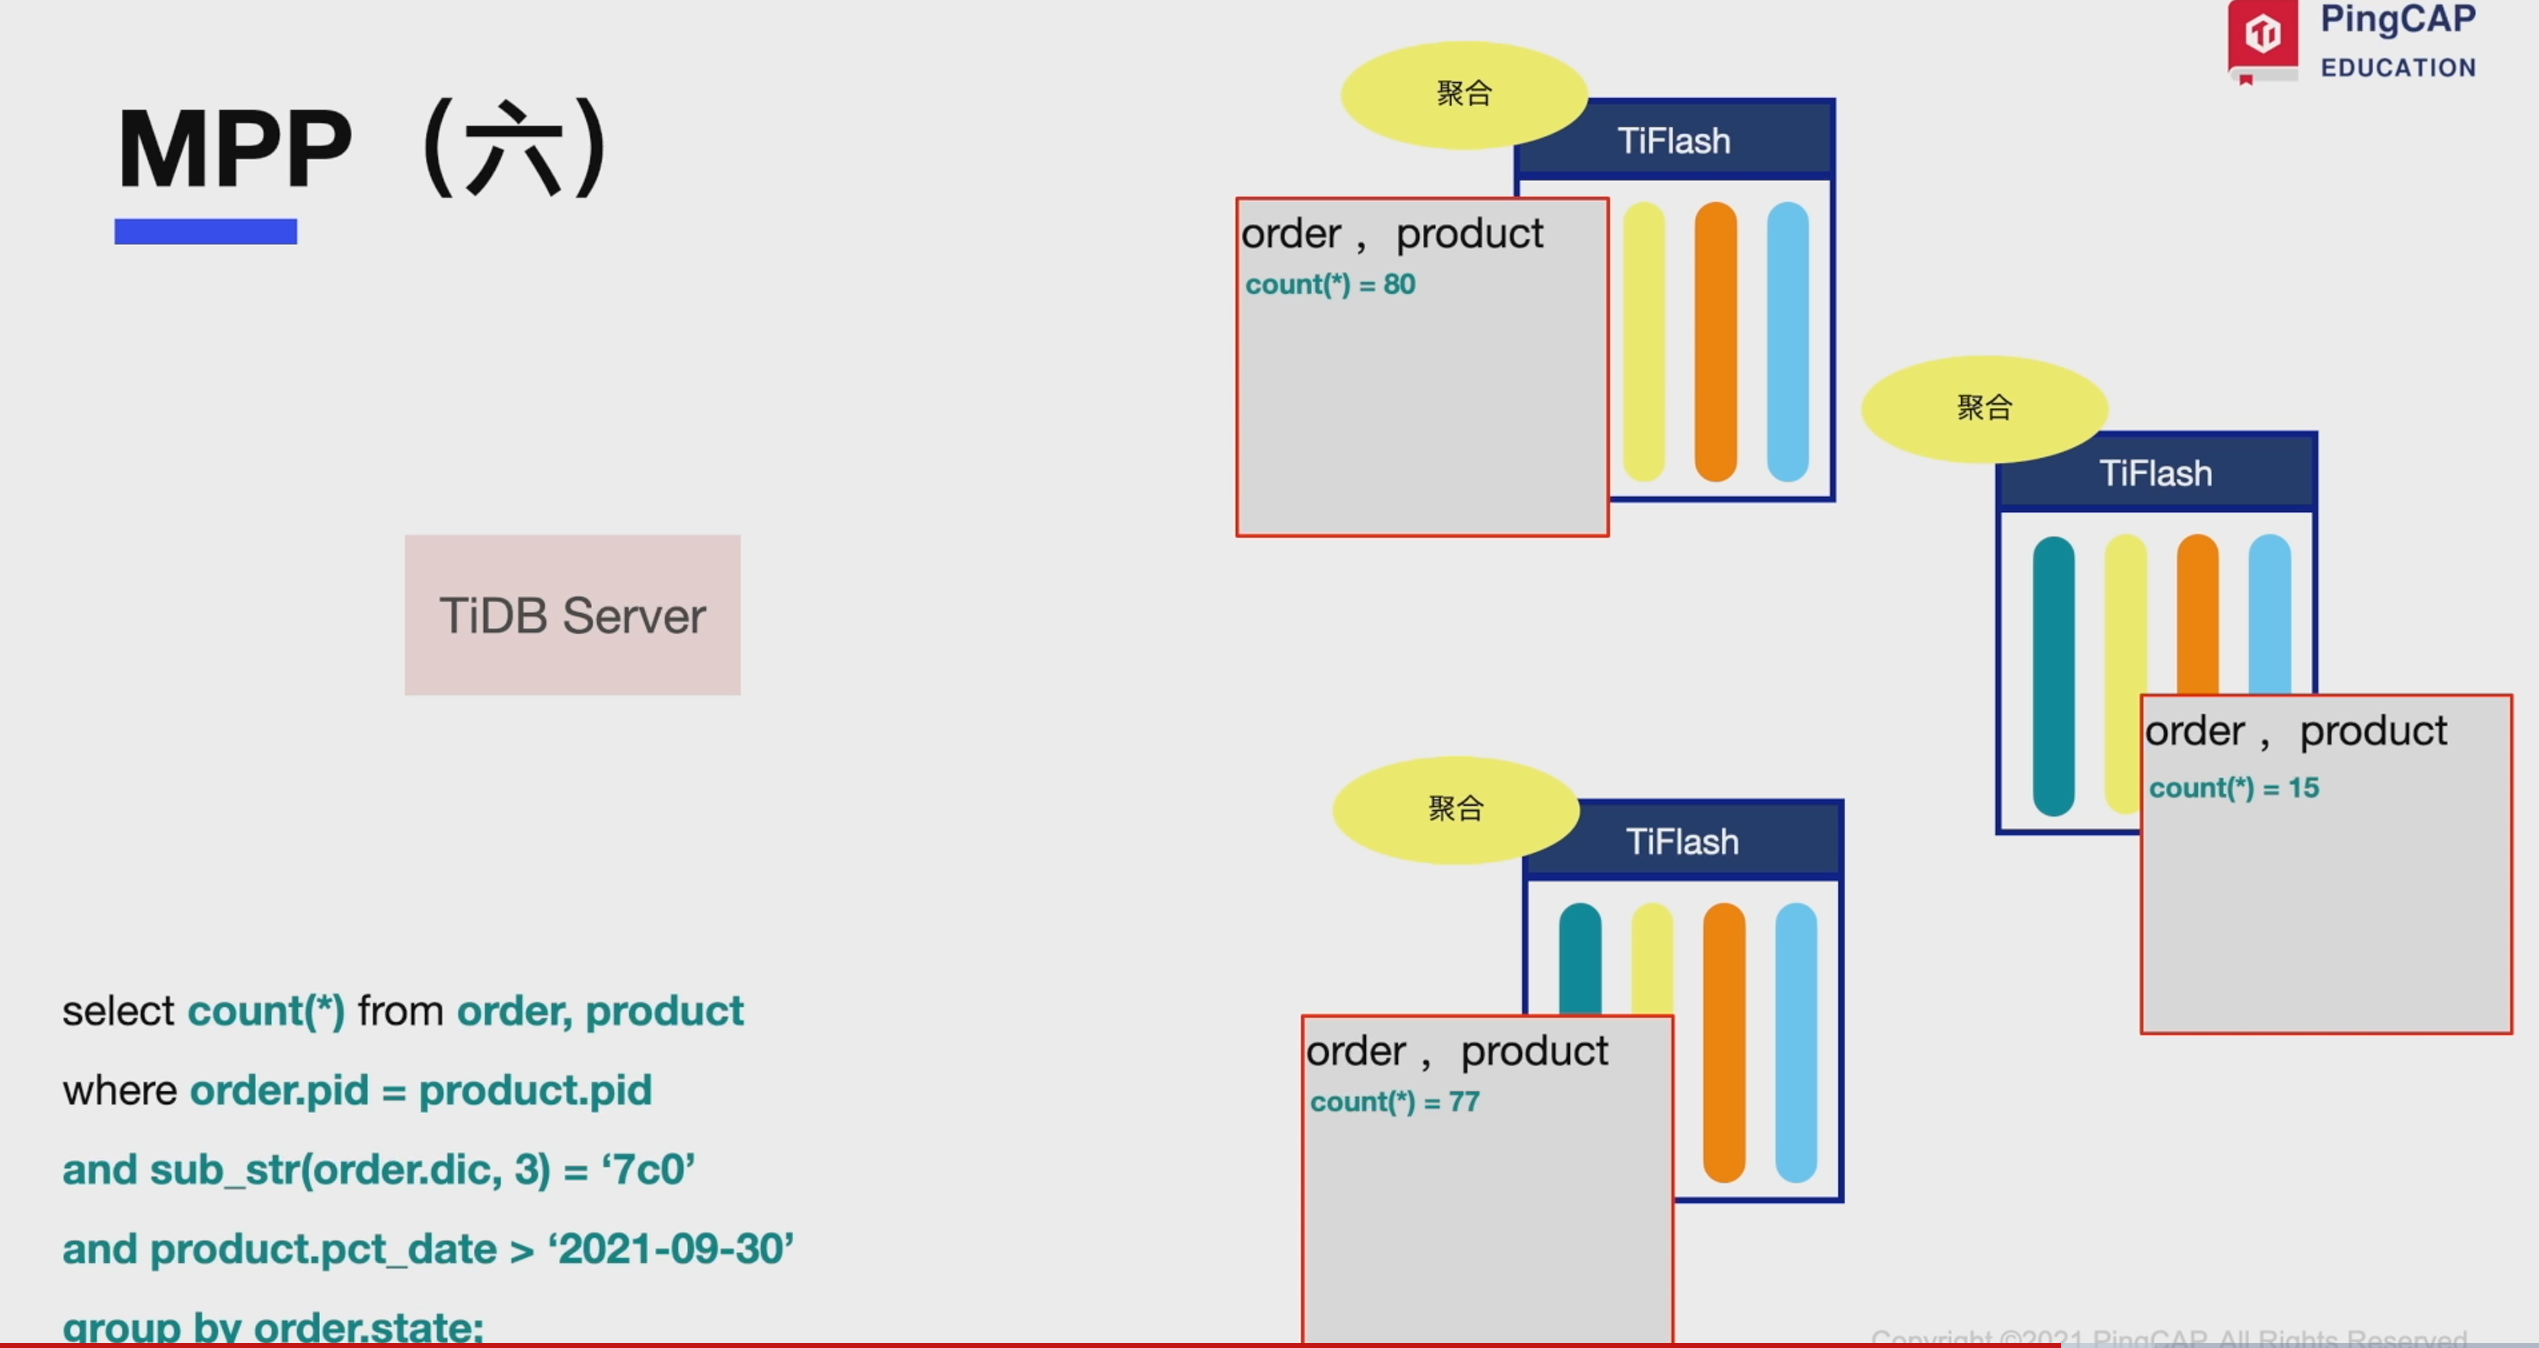 PingCAP
EDUCATION
MPP（六）
聚合
TiFlash
order ,  product
count(*) = 80
聚合
TiFlash
order ,  product
count(*) = 15
TiDB Server
聚合
TiFlash
order ,  product
count(*) = 77
select count(*) from order, product
where order.pid = product.pid
and sub_str(order.dic, 3) = ‘7c0’
and product.pct_date > ‘2021-09-30’
group by order.state;
Copyright ©2021 PingCAP. All Rights Reserved